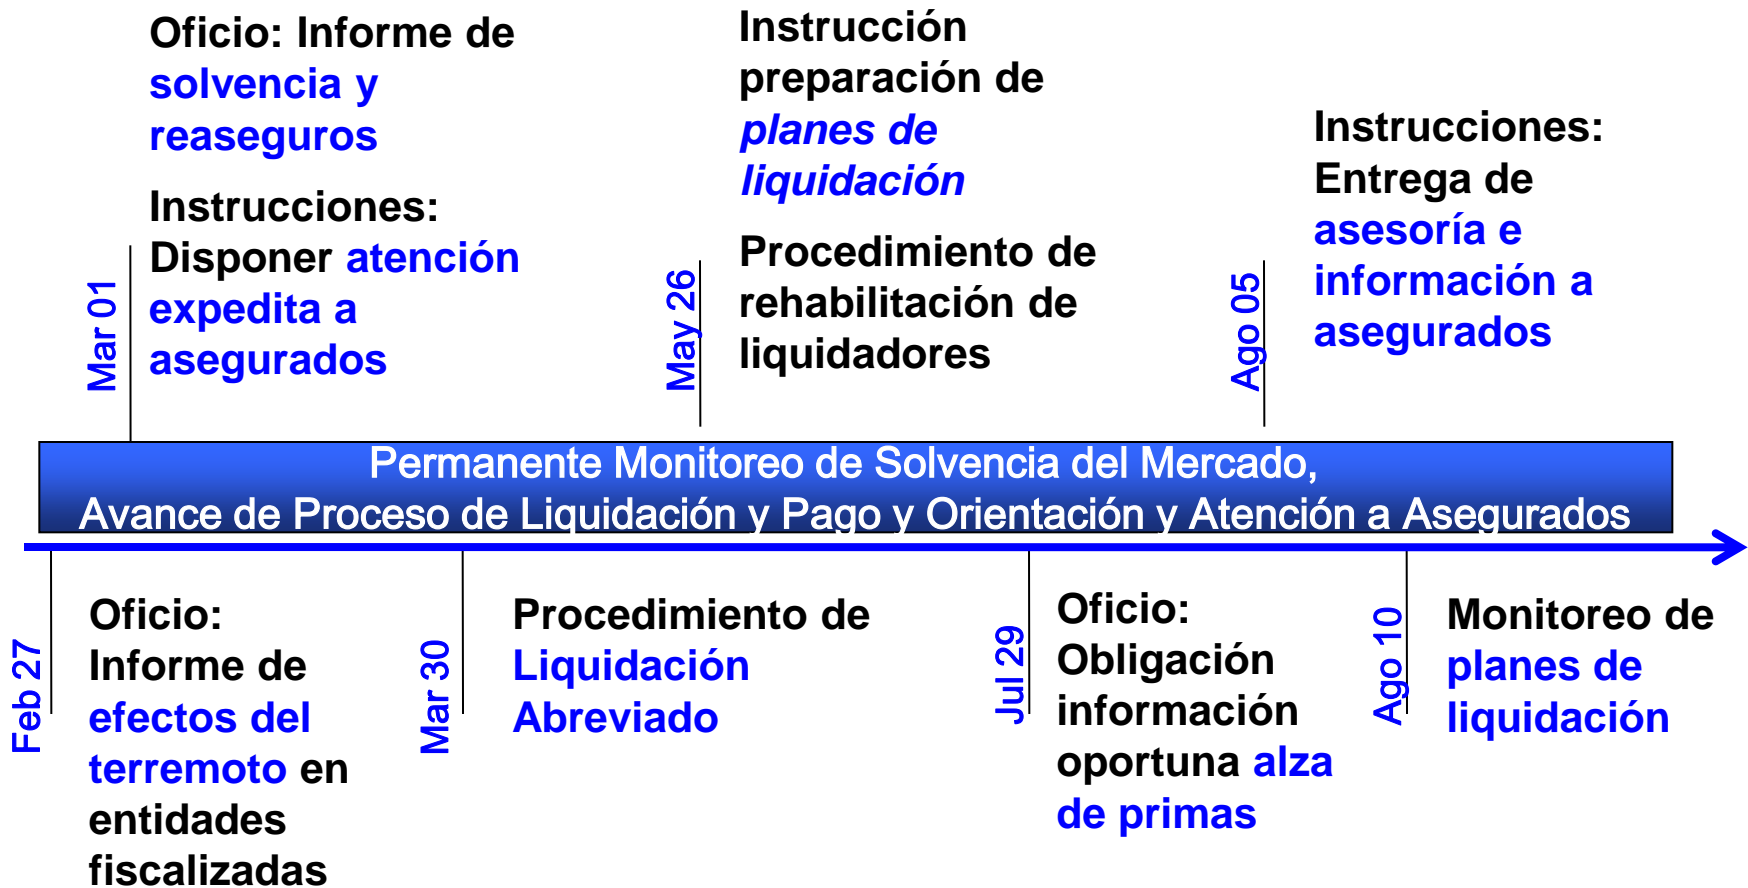 Oficio: Informe de
solvencia y
reaseguros
Instrucciones:
Disponer atención
expedita a
asegurados
Mar 01
Instrucción
preparación de
planes de
liquidación
Procedimiento de
rehabilitación de
liquidadores
May 26
Instrucciones:
Entrega de
asesoría e
información a
asegurados
Ago 05
Permanente Monitoreo de Solvencia del Mercado,
Avance de Proceso de Liquidación y Pago y Orientación y Atención a Asegurados
Feb 27
Oficio:
Informe de
efectos del
terremoto en
entidades
fiscalizadas
Mar 30
Procedimiento de
Liquidación
Abreviado
Jul 29
Oficio:
Obligación
información
oportuna alza
de primas
Ago 10
Monitoreo de
planes de
liquidación